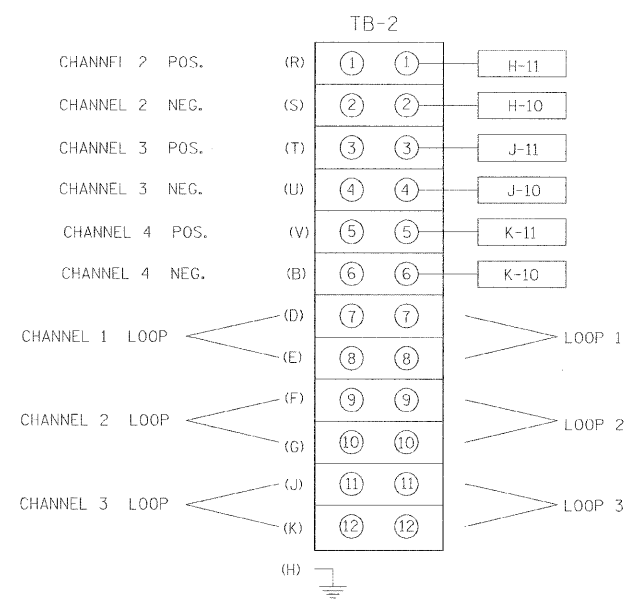 TB-2
CHANNEL 2 POS. (R) 1 1 H-11
CHANNEL 2 NEG. (S) 2 2 H-10
CHANNEL 3 POS. (T) 3 3 J-11
CHANNEL 3 NEG. (U) 4 4 J-10
CHANNEL 4 POS. (V) 5 5 K-11
CHANNEL 4 NEG. (B) 6 6 K-10
(D) 7 7
CHANNEL 1 LOOP LOOP 1
(E) 8 8
(F) 9 9
CHANNEL 2 LOOP LOOP 2
(G) 10 10
(J) 11 11
CHANNEL 3 LOOP LOOP 3
(K) 12 12
(H)